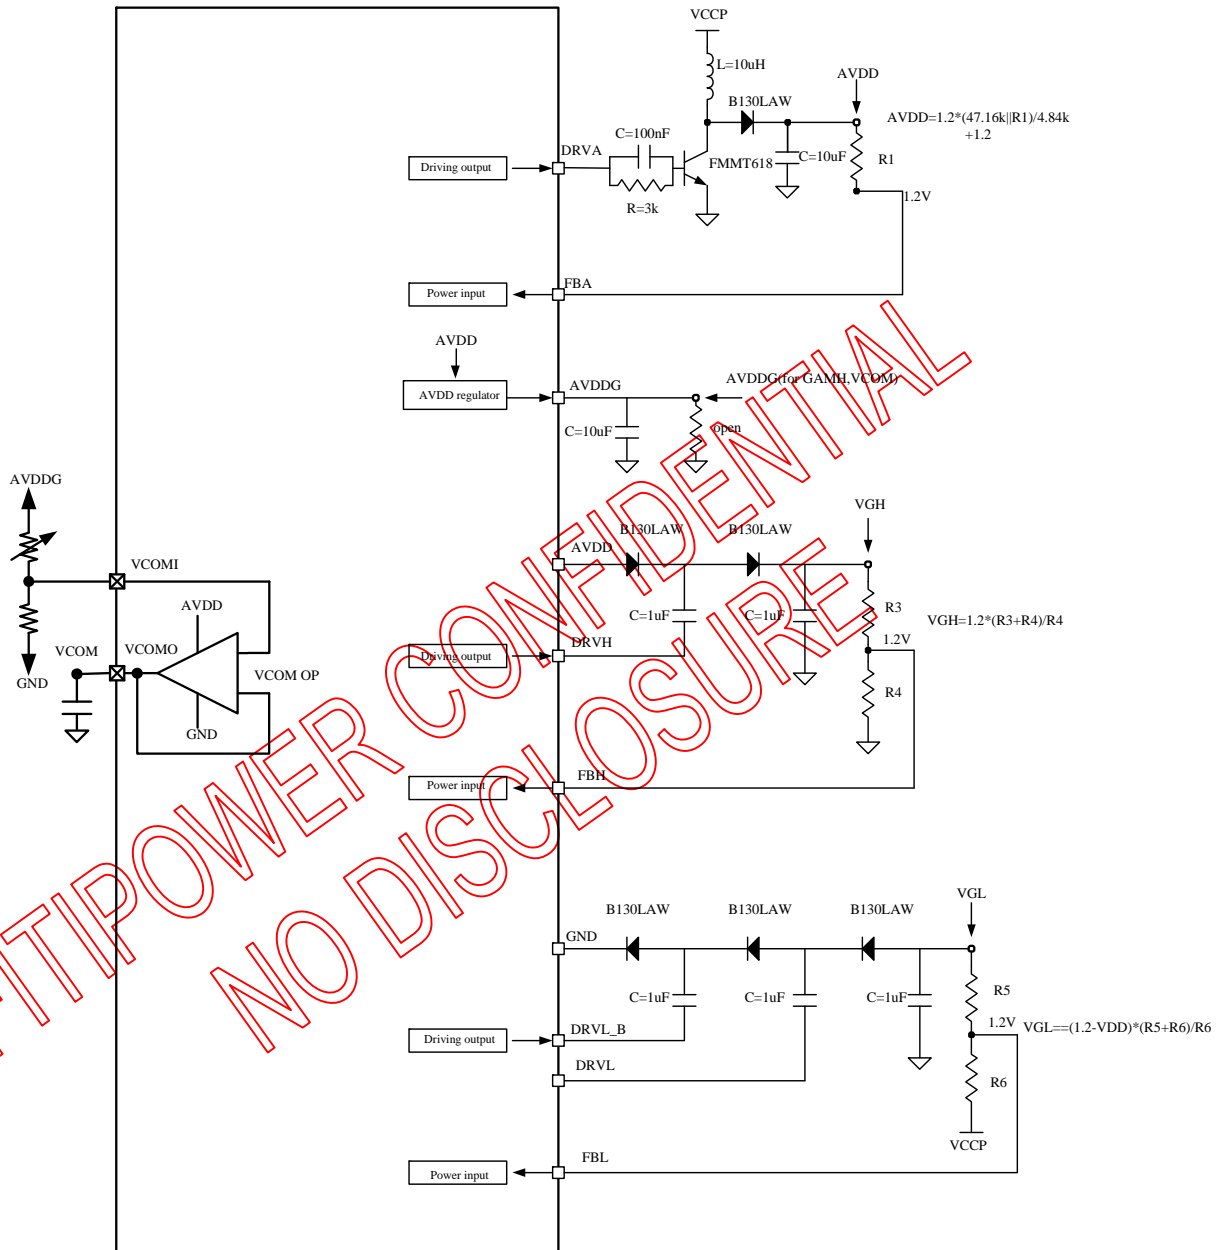 VCCP
L=10uH
AVDD
B130LAW
AVDD=1.2*(47.16k||R1)/4.84k
+1.2
C=100nF
DRVA
Driving output
FMMT618
C=10uF
R1
R=3k
1.2V
FBA
Power input
AVDD
AVDD regulator
AVDDG
AVDDG(for GAMH,VCOM)
C=10uF
open
AVDDG
VGH
B130LAW
B130LAW
AVDD
VCOMI
AVDD
C=1uF
C=1uF
R3
VGH=1.2*(R3+R4)/R4
DRVH
1.2V
Driving output
VCOM
VCOMO
VCOM OP
GND
R4
GND
FBH
Power input
VGL
B130LAW
B130LAW
B130LAW
GND
C=1uF
C=1uF
C=1uF
R5
1.2V
VGL==(1.2-VDD)*(R5+R6)/R6
DRVL_B
Driving output
DRVL
R6
VCCP
FBL
Power input
TIPOWER CONFIDENTIAL
NO DISCLOSURE